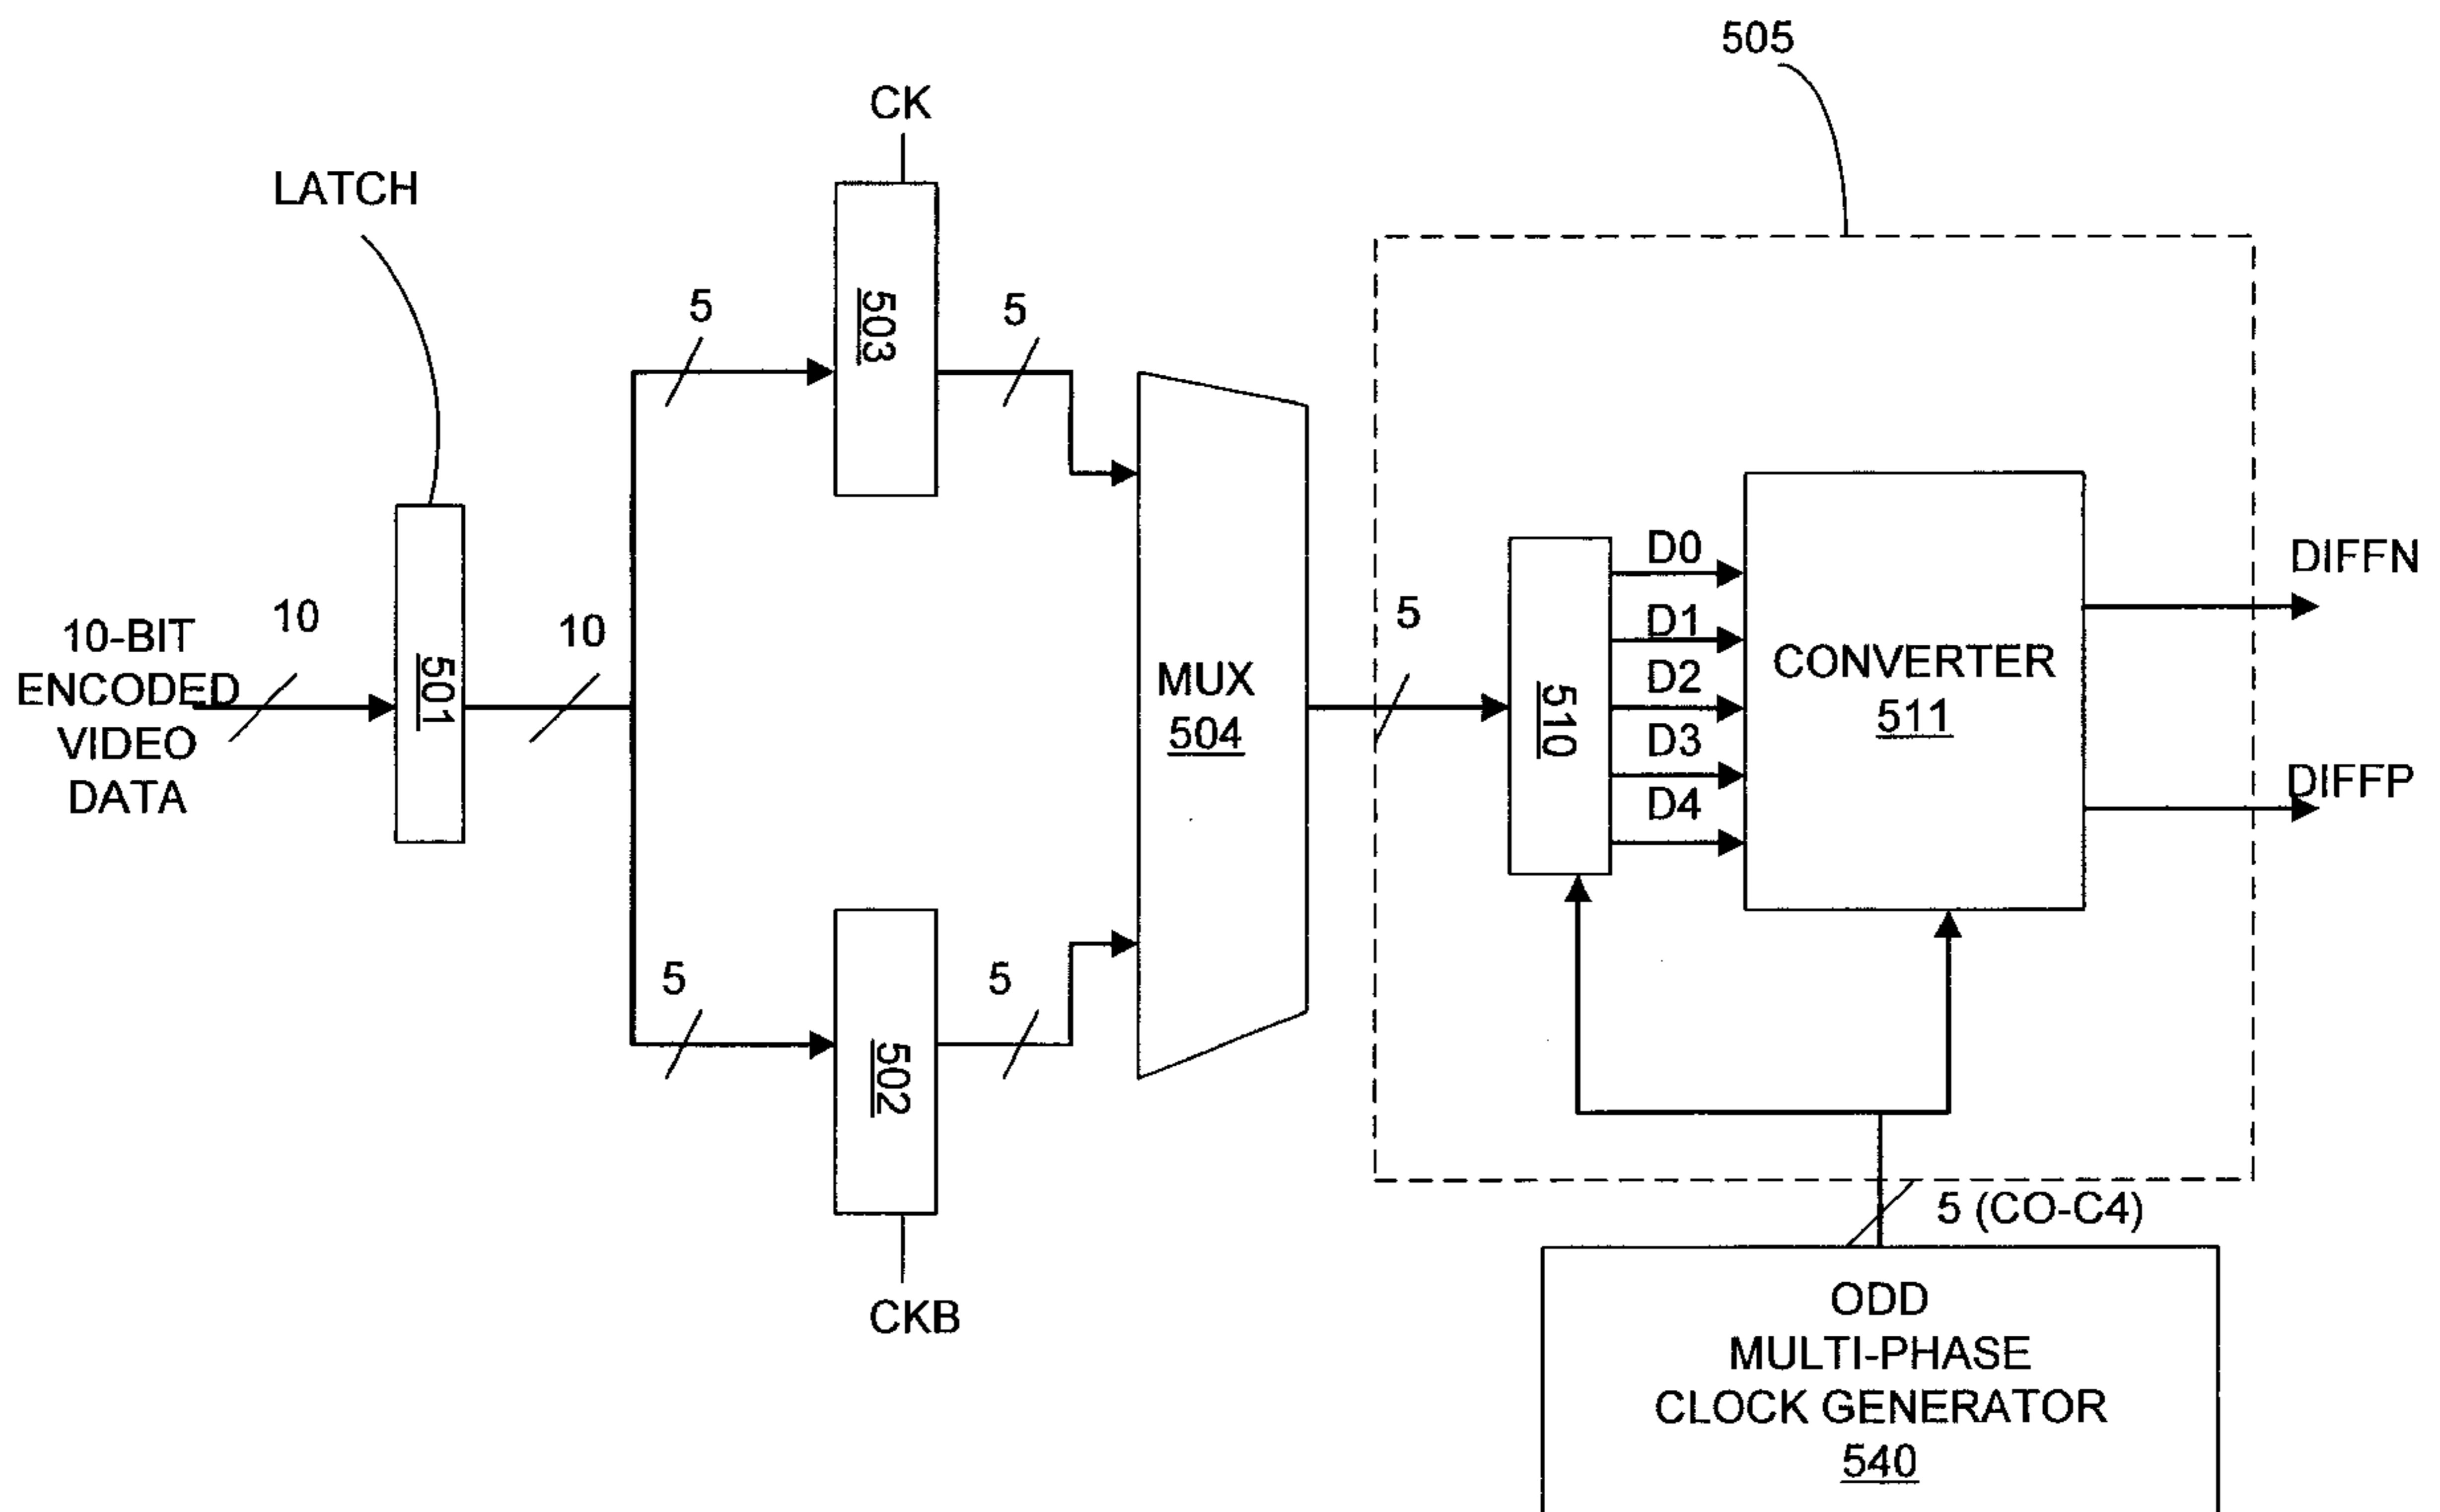 505
CK
LATCH
503
5
5
10-BIT
ENCODED
VIDEO
DATA
10
501
10
MUX
504
5
510
D0
D1
D2
D3
D4
CONVERTER
511
DIFFN
DIFFP
5
5
502
CKB
5 (CO-C4)
ODD
MULTI-PHASE
CLOCK GENERATOR
540